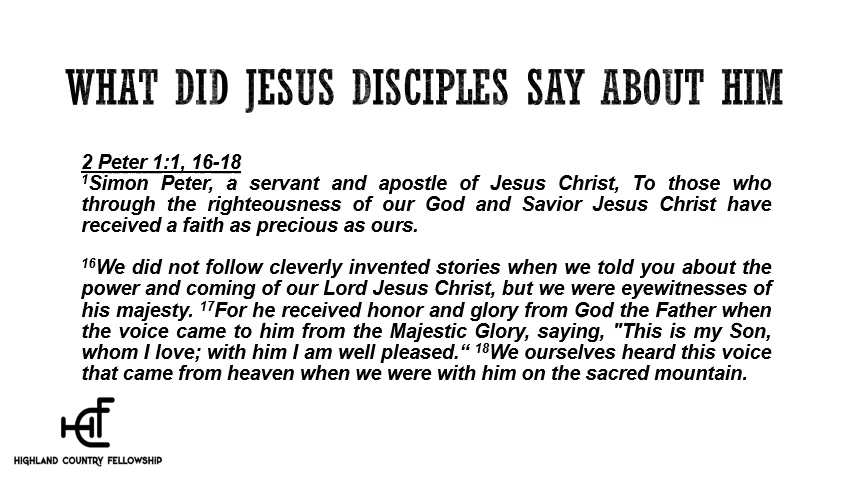 WHAT DID JESUS DISCIPLES SAY ABOUT HIM
2 Peter 1:1, 16-18
1Simon Peter, a servant and apostle of Jesus Christ, To those who
through the righteousness of our God and Savior Jesus Christ have
received a faith as precious as ours.
16We did not follow cleverly invented stories when we told you about the
power and coming of our Lord Jesus Christ, but we were eyewitnesses of
his majesty. 17For he received honor and glory from God the Father when
the voice came to him from the Majestic Glory, saying, "This is my Son,
whom I love; with him I am well pleased.“ 18We ourselves heard this voice
that came from heaven when we were with him on the sacred mountain.
HCF
HIGHLAND COUNTRY FELLOWSHIP